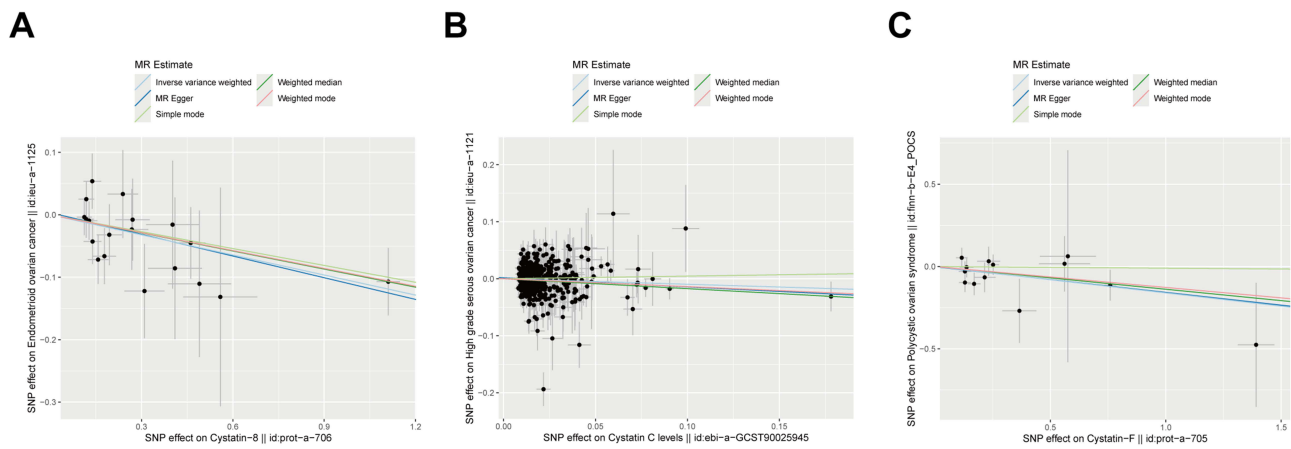 A
MR Estimate
Inverse variance weighted
Weighted median
MR Egger
Weighted mode
Simple mode
SNP effect on Endometrioid ovarian cancer || id:ieu-a-1125
0.1
0.0
−0.1
−0.2
−0.3
0.3
0.6
0.9
1.2
SNP effect on Cystatin-8 || id:prot-a-706
B
MR Estimate
Inverse variance weighted
Weighted median
MR Egger
Weighted mode
Simple mode
SNP effect on High grade serous ovarian cancer || id:ieu-a-1121
0.2
0.1
0.0
−0.1
−0.2
0.00
0.05
0.10
0.15
SNP effect on Cystatin C levels || id:ebi-a-GCST90025945
C
MR Estimate
Inverse variance weighted
Weighted median
MR Egger
Weighted mode
Simple mode
SNP effect on Polycystic ovarian syndrome || id:finn-b-E4_POCS
0.5
0.0
−0.5
0.5
1.0
1.5
SNP effect on Cystatin-F || id:prot-a-705